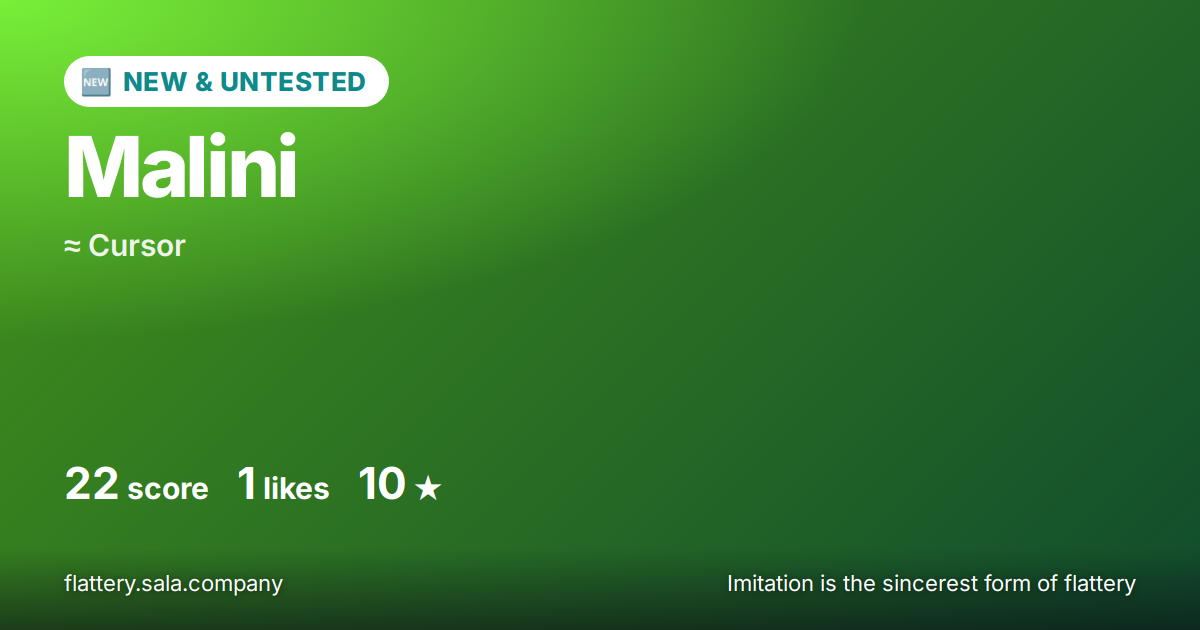 🆕 NEW & UNTESTED
Malini
≈ Cursor
22 score 1 likes 10 ★
flattery.sala.company
Imitation is the sincerest form of flattery